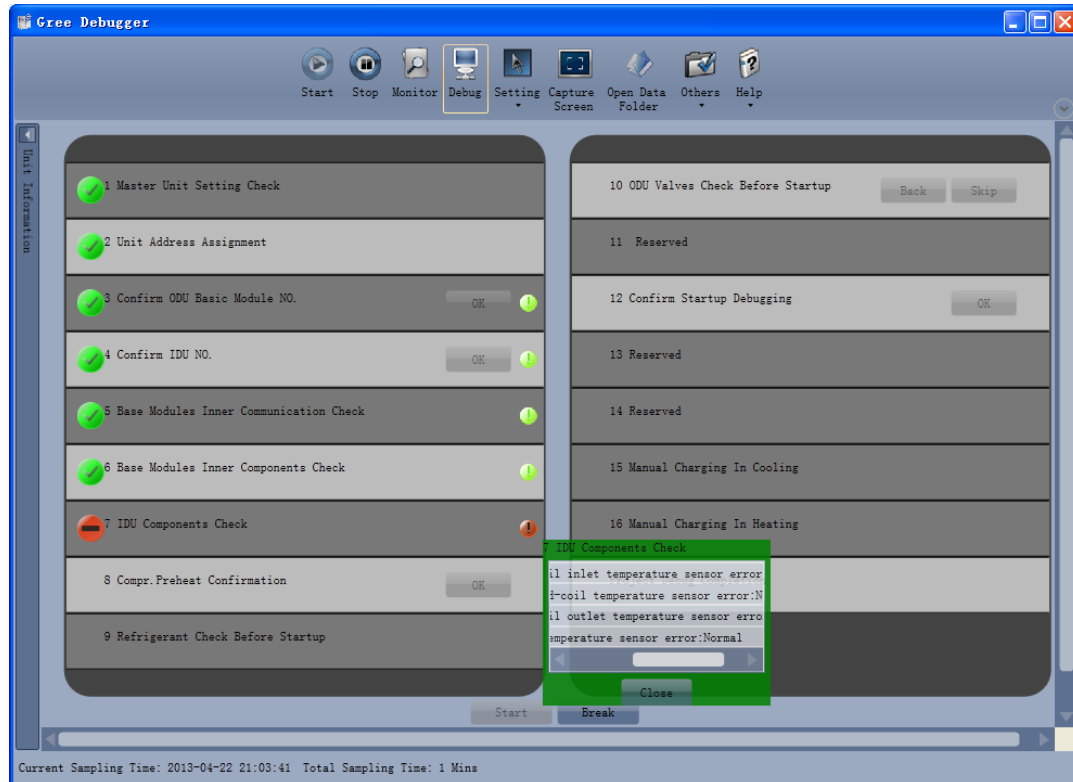 Gree Debugger
Start Stop Monitor Debug Setting Capture Screen Open Data Folder Others Help
Unit Information
1 Master Unit Setting Check
2 Unit Address Assignment
3 Confirm ODU Basic Module NO. OK
4 Confirm IDU NO. OK
5 Base Modules Inner Communication Check
6 Base Modules Inner Components Check
7 IDU Components Check
8 Compr.Preheat Confirmation OK
9 Refrigerant Check Before Startup
10 ODU Valves Check Before Startup Back Skip
11 Reserved
12 Confirm Startup Debugging OK
13 Reserved
14 Reserved
15 Manual Charging In Cooling
16 Manual Charging In Heating
7 IDU Components Check
il inlet temperature sensor error
d-coil temperature sensor error:N
il outlet temperature sensor erro
emperature sensor error:Normal
Close
Start Break
Current Sampling Time: 2013-04-22 21:03:41 Total Sampling Time: 1 Mins